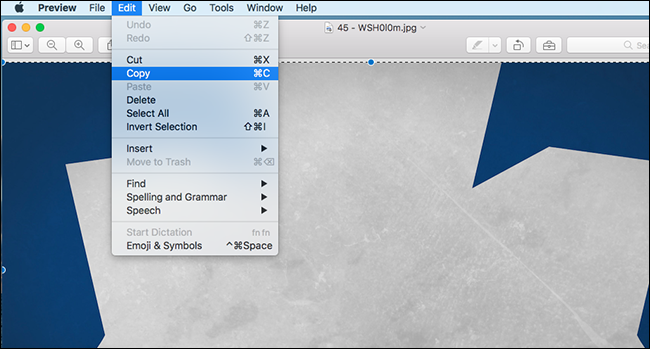 Preview File Edit View Go Tools Window Help
45 - WSH0l0m.jpg
Sea
Undo ⌘Z
Redo ⇧⌘Z
Cut ⌘X
Copy ⌘C
Paste ⌘V
Delete
Select All ⌘A
Invert Selection ⇧⌘I
Insert ▶
Move to Trash ⌘⌫
Find ▶
Spelling and Grammar ▶
Speech ▶
Start Dictation fn fn
Emoji & Symbols ^⌘Space